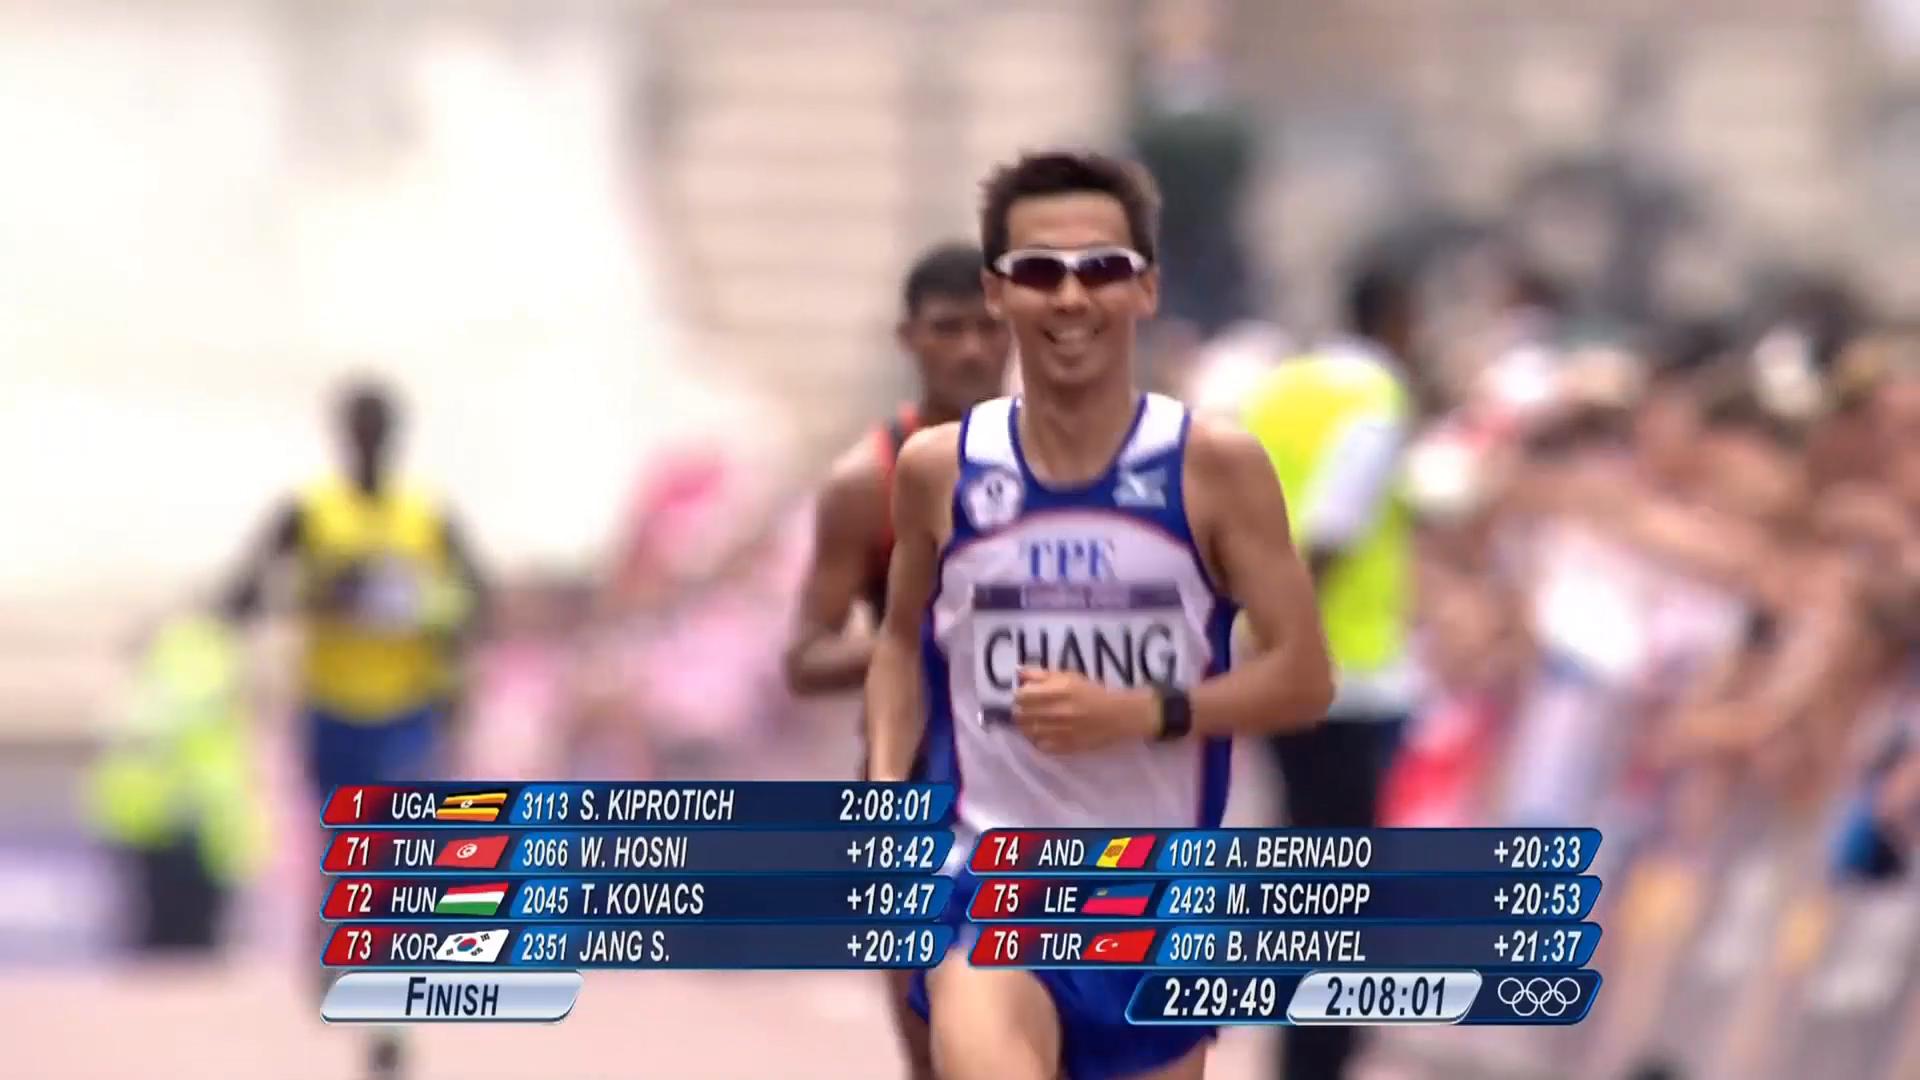 TPE
CHANG
1 UGA 3113 S. KIPROTICH 2:08:01
71 TUN 3066 W. HOSNI +18:42
72 HUN 2045 T. KOVACS +19:47
73 KOR 2351 JANG S. +20:19
74 AND 1012 A. BERNADO +20:33
75 LIE 2423 M. TSCHOPP +20:53
76 TUR 3076 B. KARAYEL +21:37
FINISH 2:29:49 2:08:01